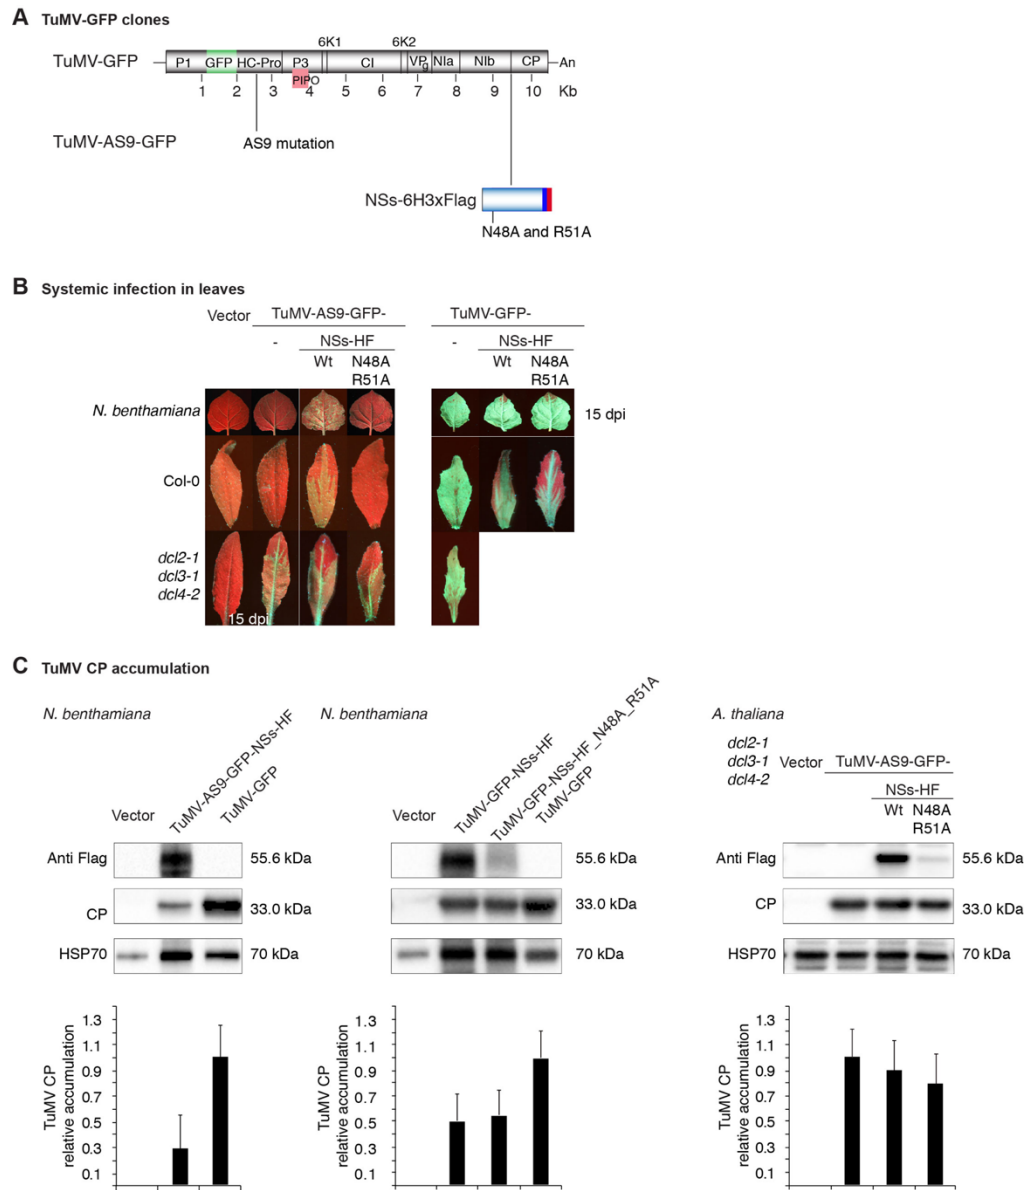 A TuMV-GFP clones
6K1 6K2
TuMV-GFP P1 GFP HC-Pro P3 CI VPg NIa NIb CP An
PIPO
1 2 3 4 5 6 7 8 9 10 Kb
TuMV-AS9-GFP AS9 mutation
NSs-6H3xFlag
N48A and R51A
B Systemic infection in leaves
Vector TuMV-AS9-GFP- TuMV-GFP-
- NSs-HF - NSs-HF
Wt N48A Wt N48A
R51A R51A
N. benthamiana 15 dpi
Col-0
dcl2-1
dcl3-1
dcl4-2
15 dpi
C TuMV CP accumulation
N. benthamiana
Vector TuMV-AS9-GFP-NSs-HF TuMV-GFP
Anti Flag 55.6 kDa
CP 33.0 kDa
HSP70 70 kDa
TuMV CP
relative accumulation
1.3
1.1
0.9
0.7
0.5
0.3
0.1
N. benthamiana
Vector TuMV-GFP-NSs-HF TuMV-GFP-NSs-HF_N48A_R51A TuMV-GFP
55.6 kDa
33.0 kDa
70 kDa
TuMV CP
relative accumulation
1.3
1.1
0.9
0.7
0.5
0.3
0.1
A. thaliana
dcl2-1
dcl3-1
dcl4-2
Vector TuMV-AS9-GFP-
NSs-HF
Wt N48A
R51A
Anti Flag 55.6 kDa
CP 33.0 kDa
HSP70 70 kDa
TuMV CP
relative accumulation
1.3
1.1
0.9
0.7
0.5
0.3
0.1